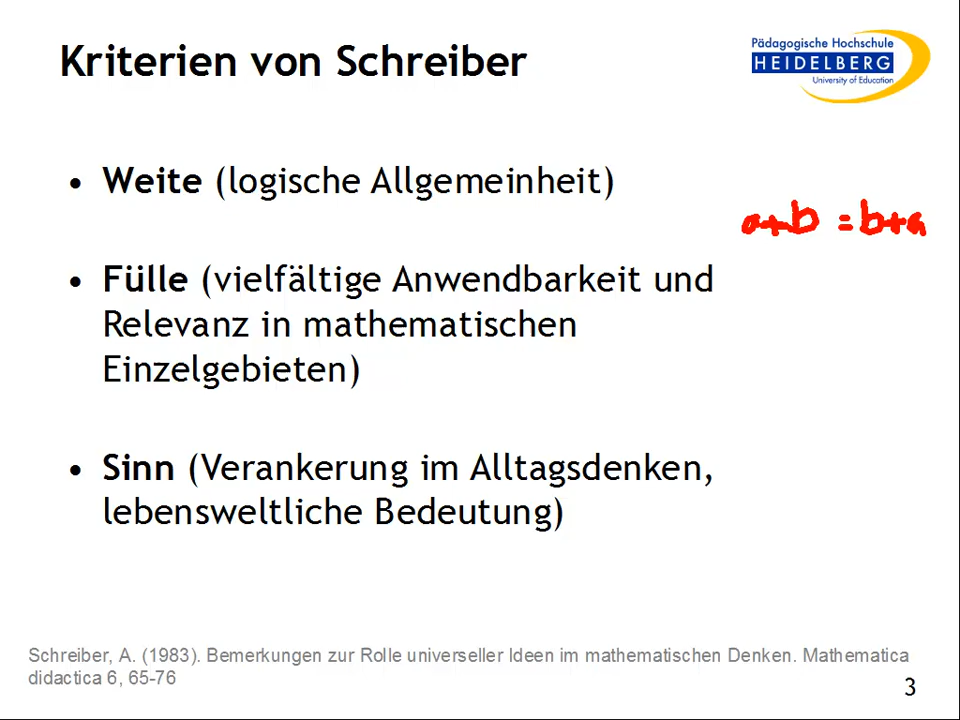 Kriterien von Schreiber
Pädagogische Hochschule
HEIDELBERG
University of Education
• Weite (logische Allgemeinheit)
a+b = b+a
• Fülle (vielfältige Anwendbarkeit und
Relevanz in mathematischen
Einzelgebieten)
• Sinn (Verankerung im Alltagsdenken,
lebensweltliche Bedeutung)
Schreiber, A. (1983). Bemerkungen zur Rolle universeller Ideen im mathematischen Denken. Mathematica
didactica 6, 65-76
3